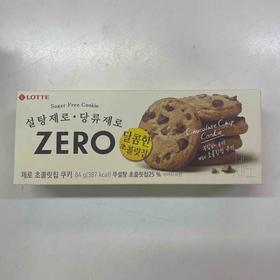 LOTTE
Sugar Free Cookie
설탕제로·당류제로
ZERO
달콤한
초콜릿칩
Chocolate Chip
Cookie
제로 초콜릿칩 쿠키 84 g(387 kcal) 무설탕 초콜릿칩25 %